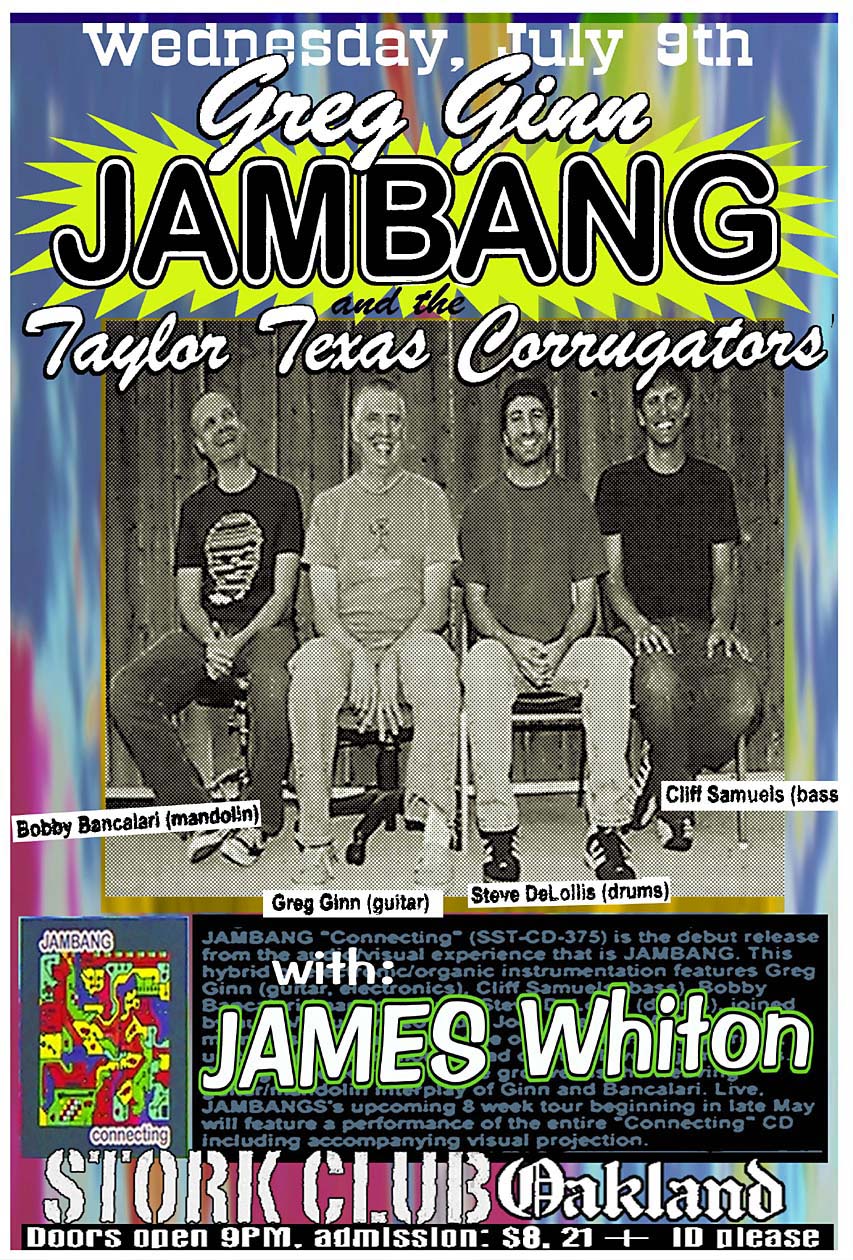 Wednesday, July 9th
Greg Ginn
JAMBANG
and the
Taylor Texas Corrugators
Cliff Samuels (bass
Bobby Bancalari (mandolin)
Steve DeLollis (drums)
Greg Ginn (guitar)
JAMBANG
connecting
JAMBANG "Connecting" (SST-CD-375) is the debut release
from the visual experience that is JAMBANG. This
hybrid instrumentation features Greg
Ginn (guitar, electronics), Cliff Samuels (bass), Bobby
joined
with:
JAMES Whiton
interplay of Ginn and Bancalari. Live,
JAMBANGS's upcoming 8 week tour beginning in late May
will feature a performance of the entire "Connecting" CD
including accompanying visual projection.
STORK CLUB Oakland
Doors open 9PM, admission: $8. 21 + ID please